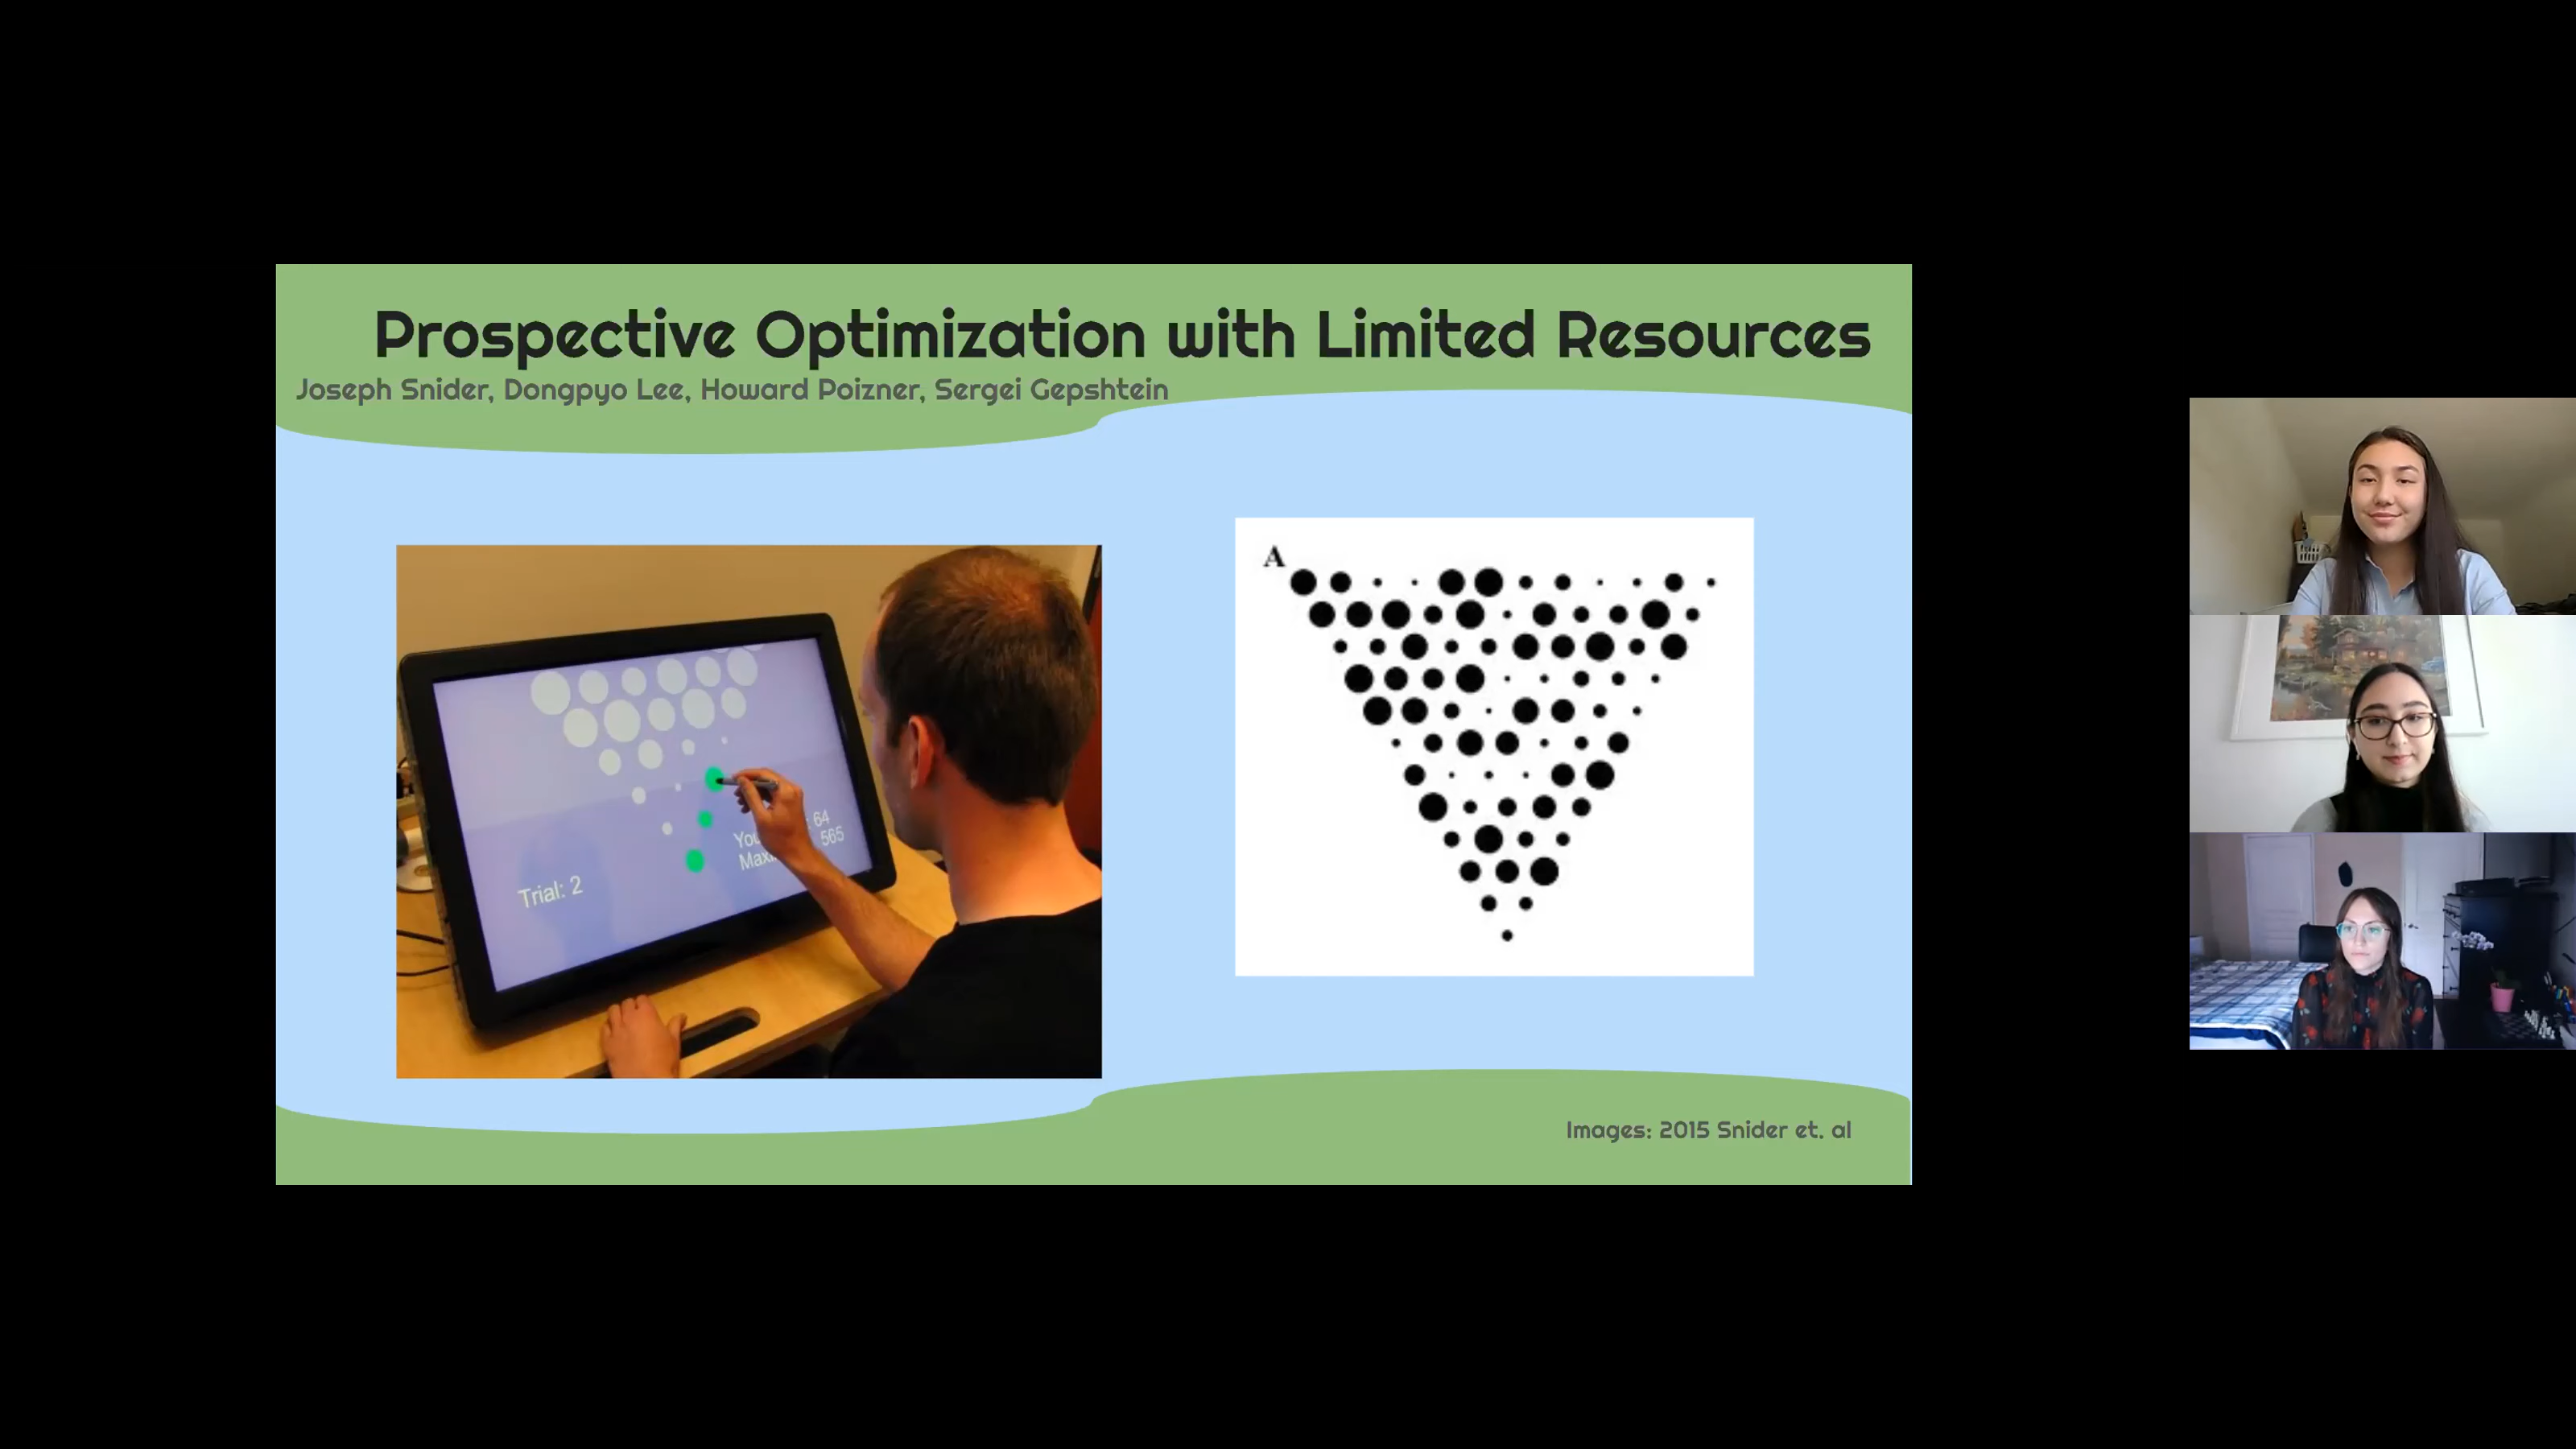 Prospective Optimization with Limited Resources
Joseph Snider, Dongpyo Lee, Howard Poizner, Sergei Gepshtein
A
Trial: 2
64
565
Images: 2015 Snider et. al